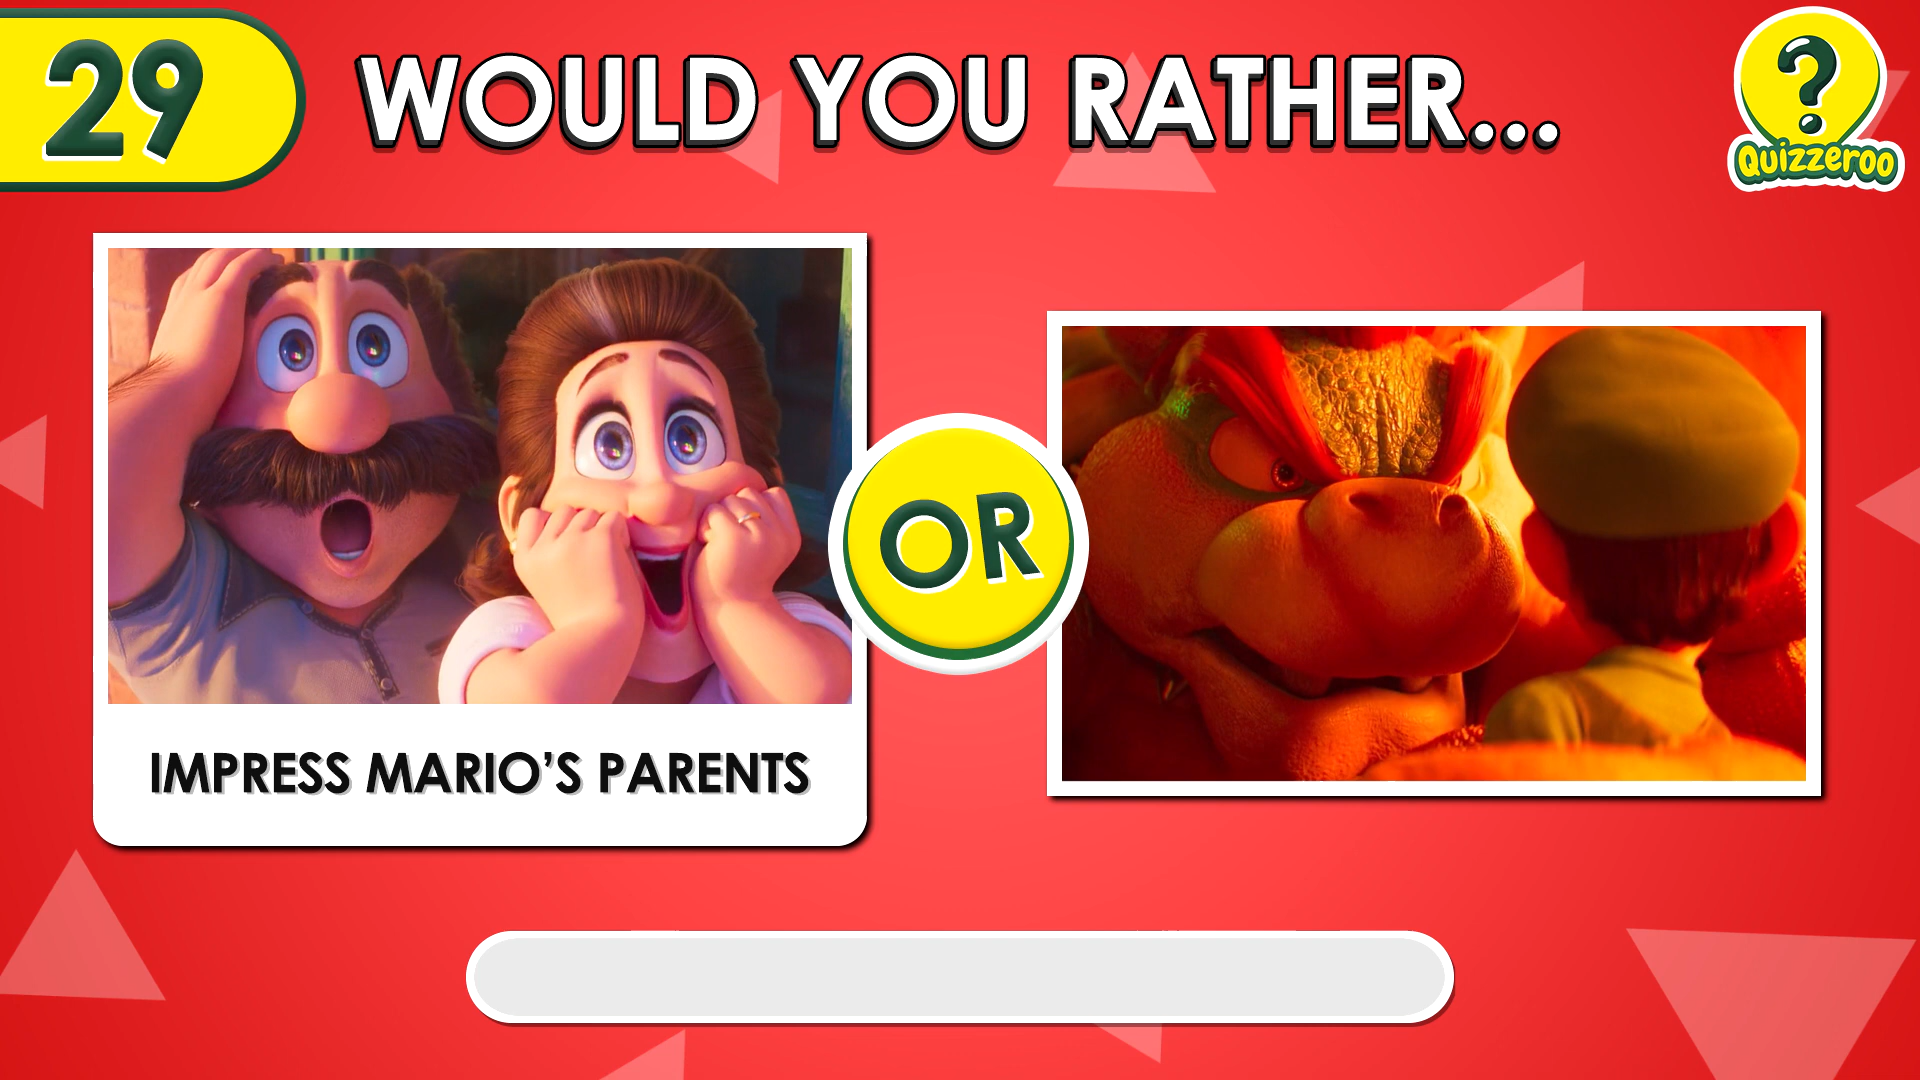 29
WOULD YOU RATHER...
?
Quizzeroo
OR
IMPRESS MARIO’S PARENTS